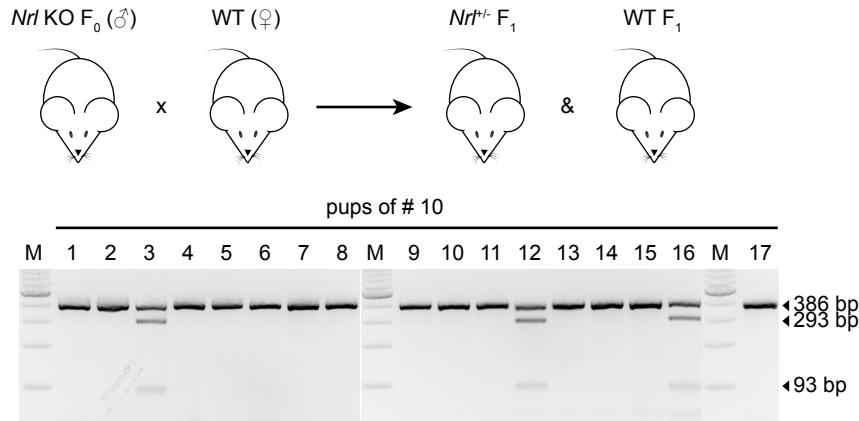 Nrl KO F₀ (♂) WT (♀) Nrl⁺/⁻ F₁ WT F₁
x &
pups of # 10
M 1 2 3 4 5 6 7 8 M 9 10 11 12 13 14 15 16 M 17
386 bp
293 bp
93 bp